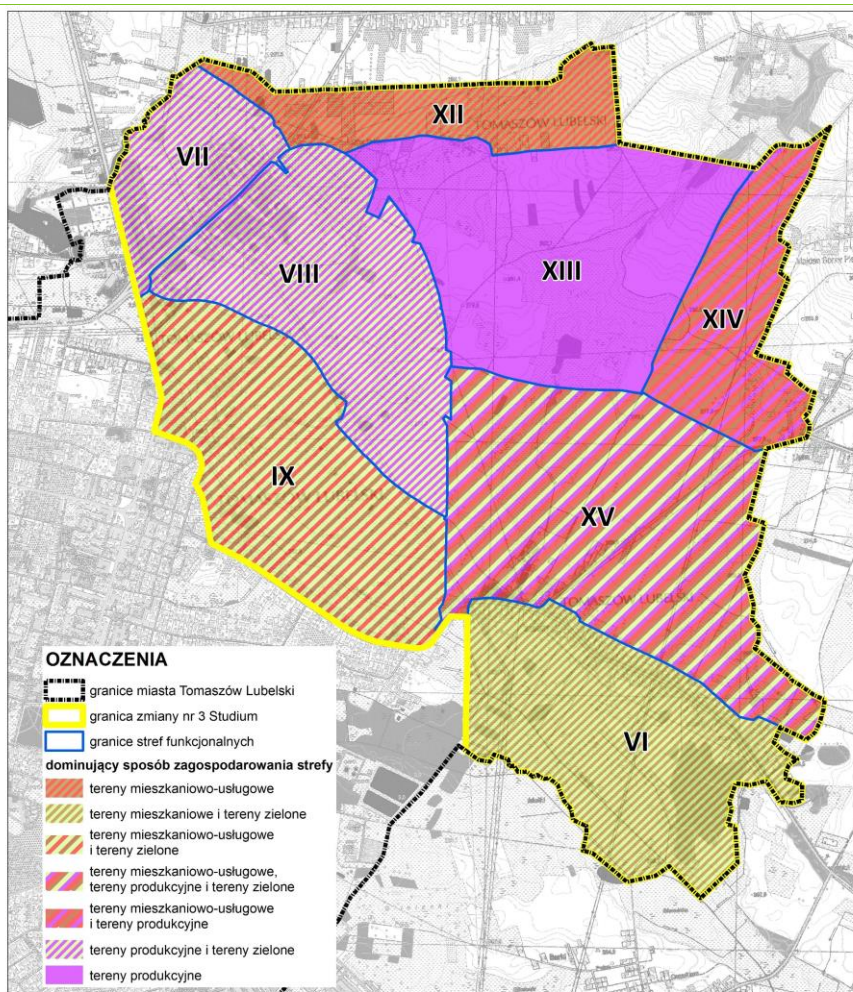 XII
TOMASZÓW LUBELSKI
VII
VIII
XIII
XIV
TOMASZÓW LUBELSKI
IX
TOMASZÓW LUBELSKI
XV
TOMASZÓW LUBELSKI
VI
OZNACZENIA
granice miasta Tomaszów Lubelski
granica zmiany nr 3 Studium
granice stref funkcjonalnych
dominujący sposób zagospodarowania strefy
tereny mieszkaniowo-usługowe
tereny mieszkaniowe i tereny zielone
tereny mieszkaniowo-usługowe
i tereny zielone
tereny mieszkaniowo-usługowe,
tereny produkcyjne i tereny zielone
tereny mieszkaniowo-usługowe
i tereny produkcyjne
tereny produkcyjne i tereny zielone
tereny produkcyjne